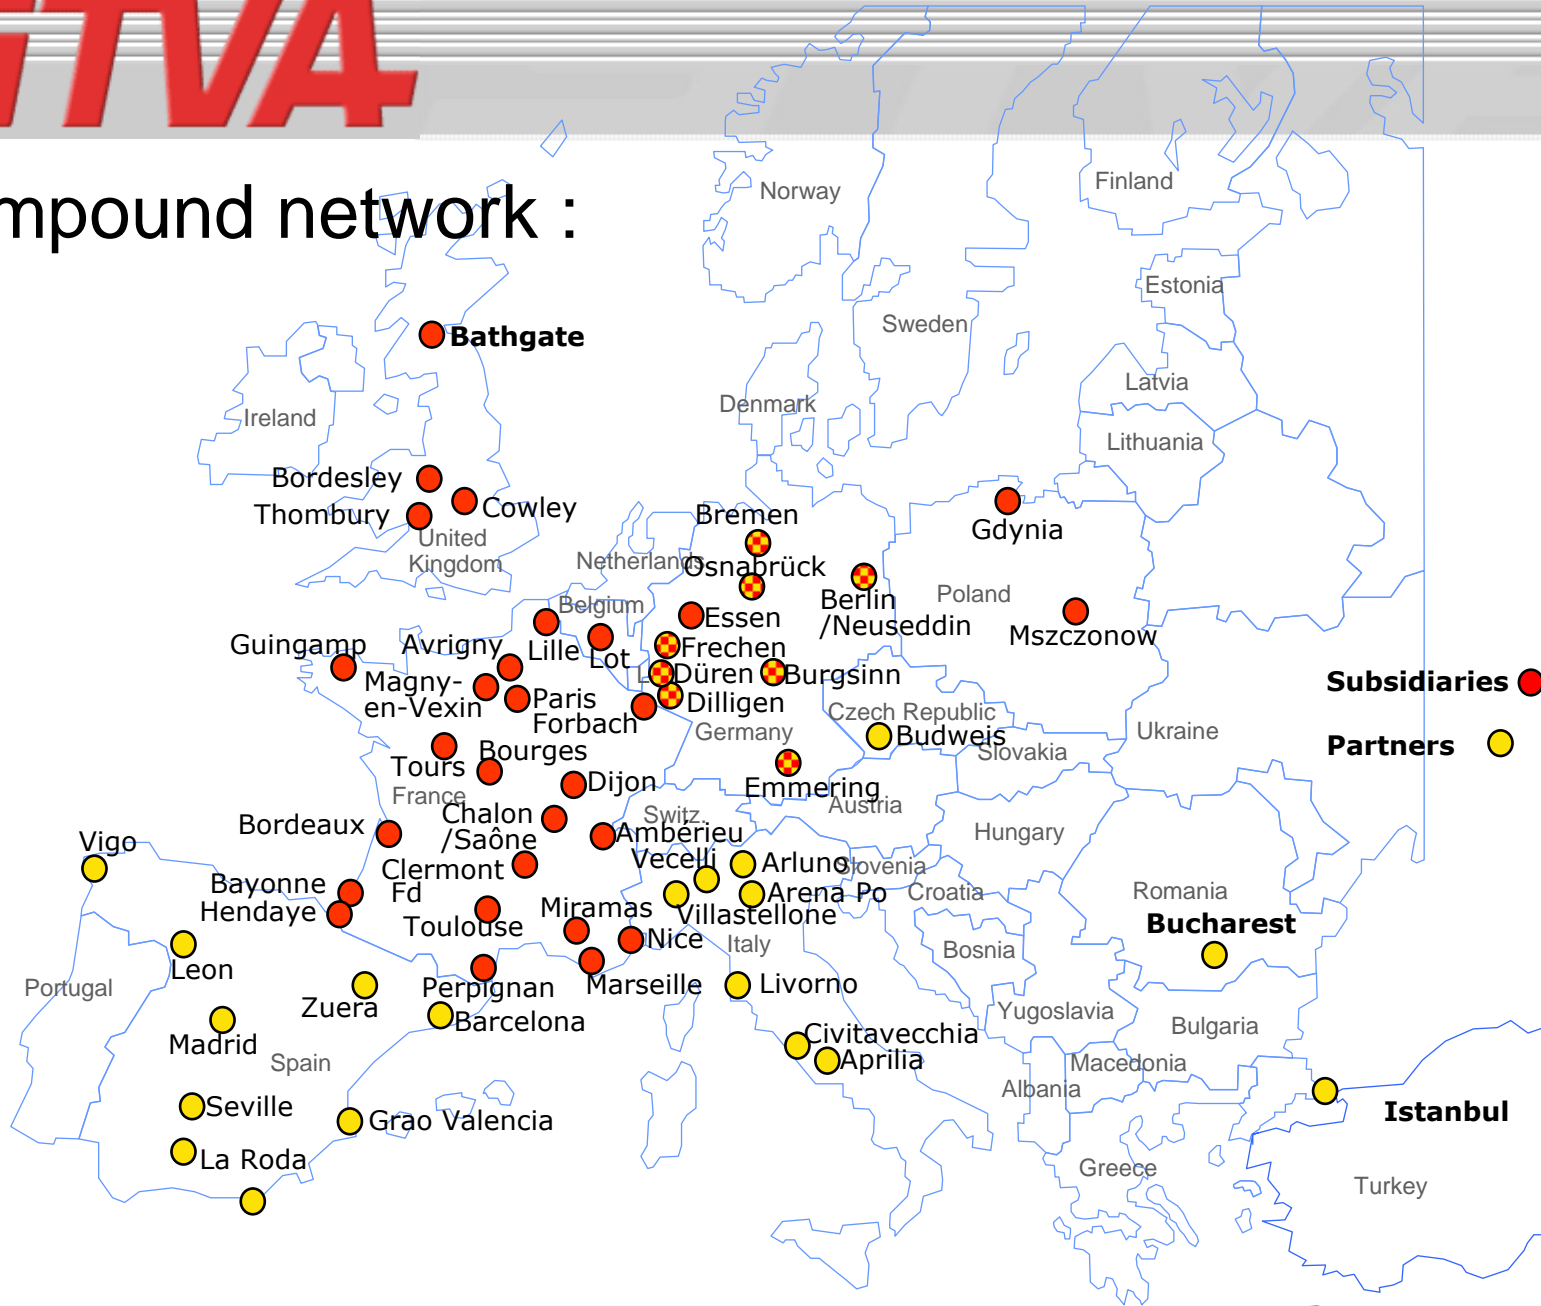 GTVA
mpound network :
Norway
Finland
Estonia
Sweden
Bathgate
Latvia
Denmark
Ireland
Lithuania
Bordesley
Cowley
Thombury
Bremen
Gdynia
United
Kingdom
Netherlands
Osnabrück
Belgium
Berlin
/Neuseddin
Poland
Essen
Mszczonow
Guingamp
Avrigny
Lille
Lot
Frechen
L
Düren
Burgsinn
Magny-
en-Vexin
Paris
Dilligen
Subsidiaries
Forbach
Czech Republic
Germany
Budweis
Ukraine
Partners
Bourges
Slovakia
Tours
Dijon
Emmering
France
Austria
Chalon
/Saône
Switz.
Bordeaux
Ambérieu
Hungary
Vigo
Vecelli
Arluno
Slovenia
Clermont
Fd
Bayonne
Arena Po
Croatia
Romania
Hendaye
Miramas
Villastellone
Toulouse
Bucharest
Nice
Italy
Bosnia
Leon
Portugal
Zuera
Perpignan
Marseille
Livorno
Barcelona
Yugoslavia
Bulgaria
Madrid
Civitavecchia
Spain
Aprilia
Macedonia
Albania
Seville
Grao Valencia
Istanbul
La Roda
Greece
Turkey